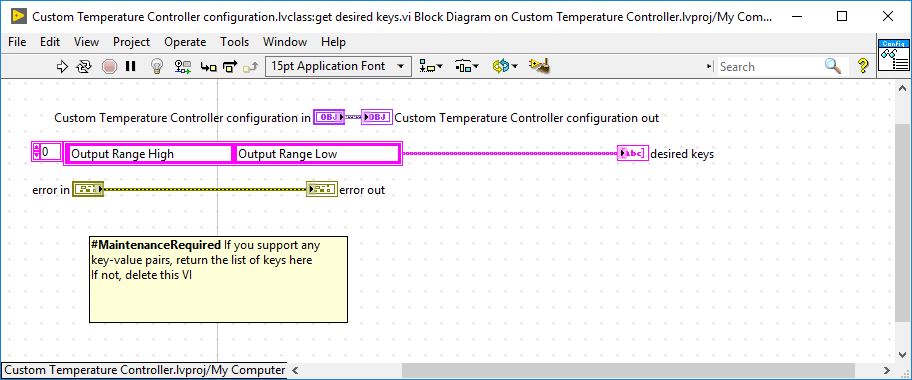 Custom Temperature Controller configuration.lvclass:get desired keys.vi Block Diagram on Custom Temperature Controller.lvproj/My Com...
File Edit View Project Operate Tools Window Help
15pt Application Font
Search
Config
Custom Temperature Controller configuration in OBJ OBJ Custom Temperature Controller configuration out
0 Output Range High Output Range Low abc desired keys
error in error out
#MaintenanceRequired If you support any
key-value pairs, return the list of keys here
If not, delete this VI
Custom Temperature Controller.lvproj/My Computer